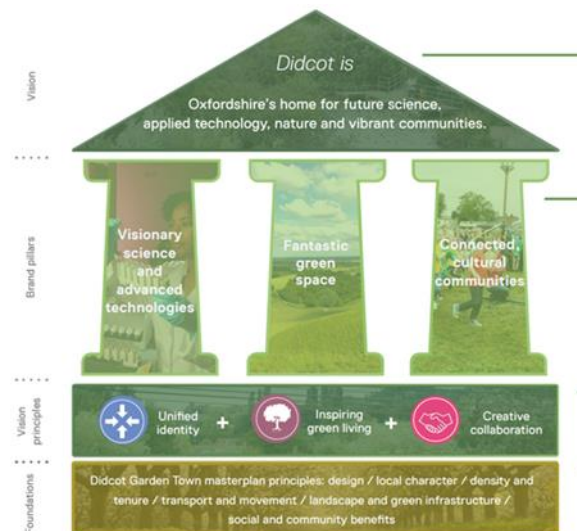 Vision
Didcot is
Oxfordshire's home for future science,
applied technology, nature and vibrant communities.
Brand pillars
Visionary
science
and
advanced
technologies
Fantastic
green
space
Connected,
cultural
communities
Vision
principles
Unified
identity
+
Inspiring
green living
+
Creative
collaboration
Foundations
Didcot Garden Town masterplan principles: design / local character / density and
tenure / transport and movement / landscape and green infrastructure /
social and community benefits